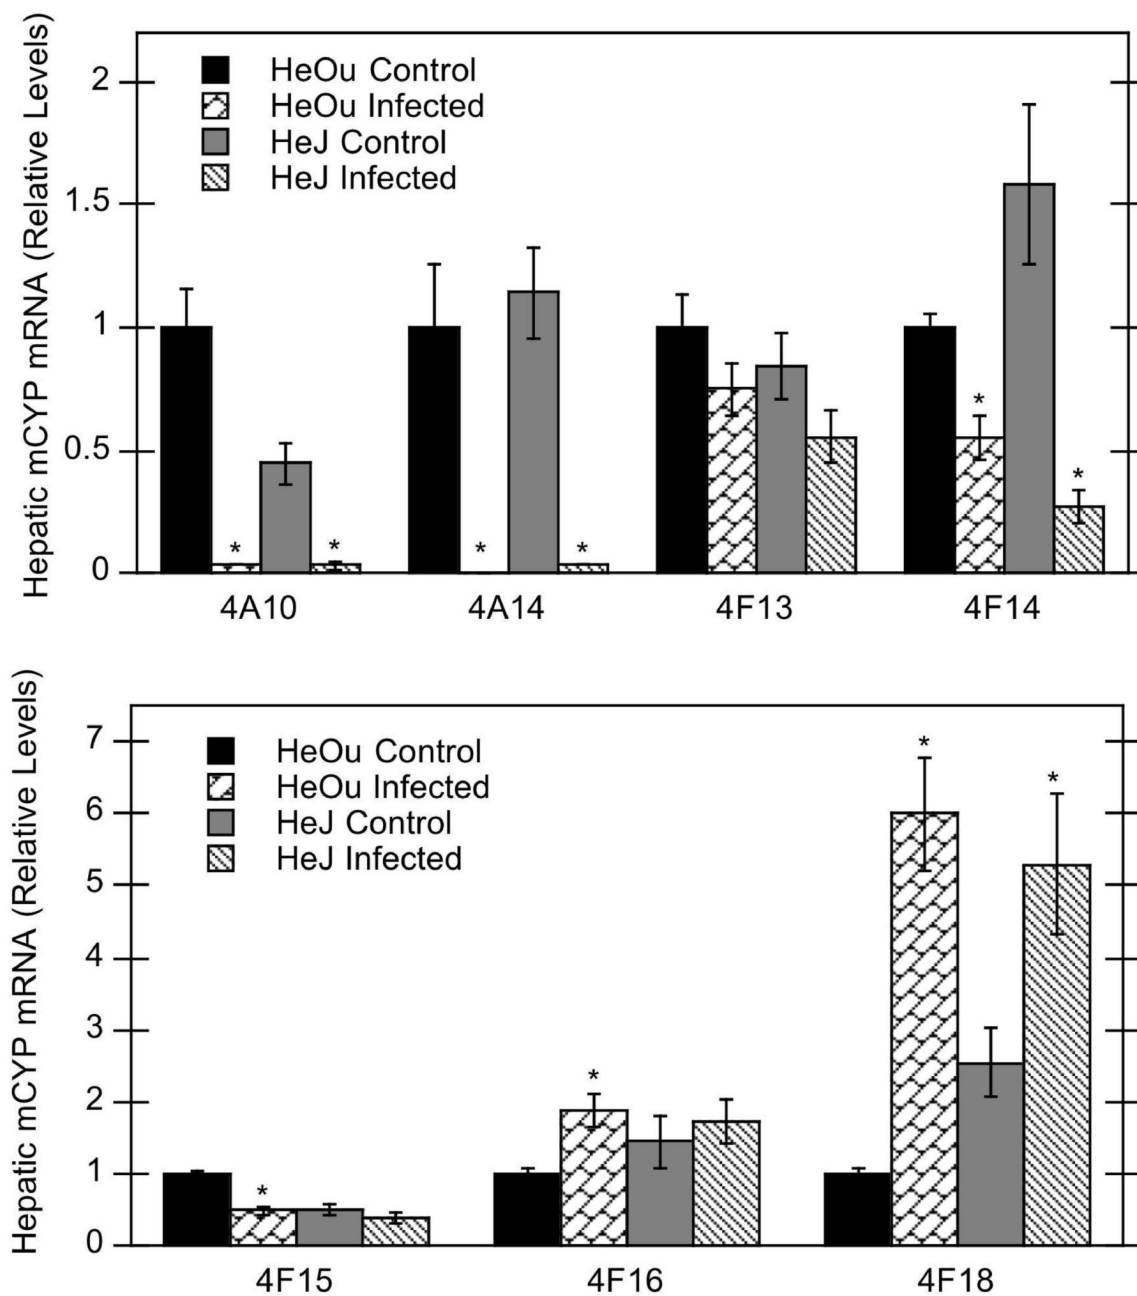 Hepatic mCYP mRNA (Relative Levels)
2
1.5
1
0.5
0
HeOu Control
HeOu Infected
HeJ Control
HeJ Infected
*
*
*
*
*
*
4A10
4A14
4F13
4F14
Hepatic mCYP mRNA (Relative Levels)
7
6
5
4
3
2
1
0
HeOu Control
HeOu Infected
HeJ Control
HeJ Infected
*
*
*
*
4F15
4F16
4F18